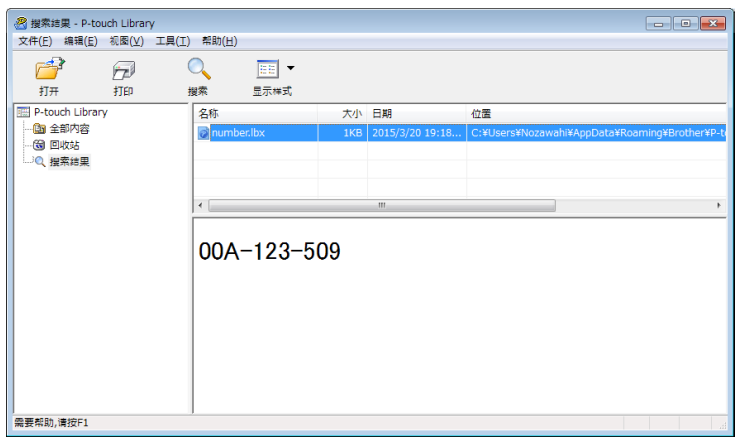 搜索结果 - P-touch Library
文件(F) 编辑(E) 视图(V) 工具(T) 帮助(H)
打开 打印 搜索 显示样式
P-touch Library
全部内容
回收站
搜索结果
名称 大小 日期 位置
number.lbx 1KB 2015/3/20 19:18... C:¥Users¥Nozawahi¥AppData¥Roaming¥Brother¥P-t
00A-123-509
需要帮助,请按F1